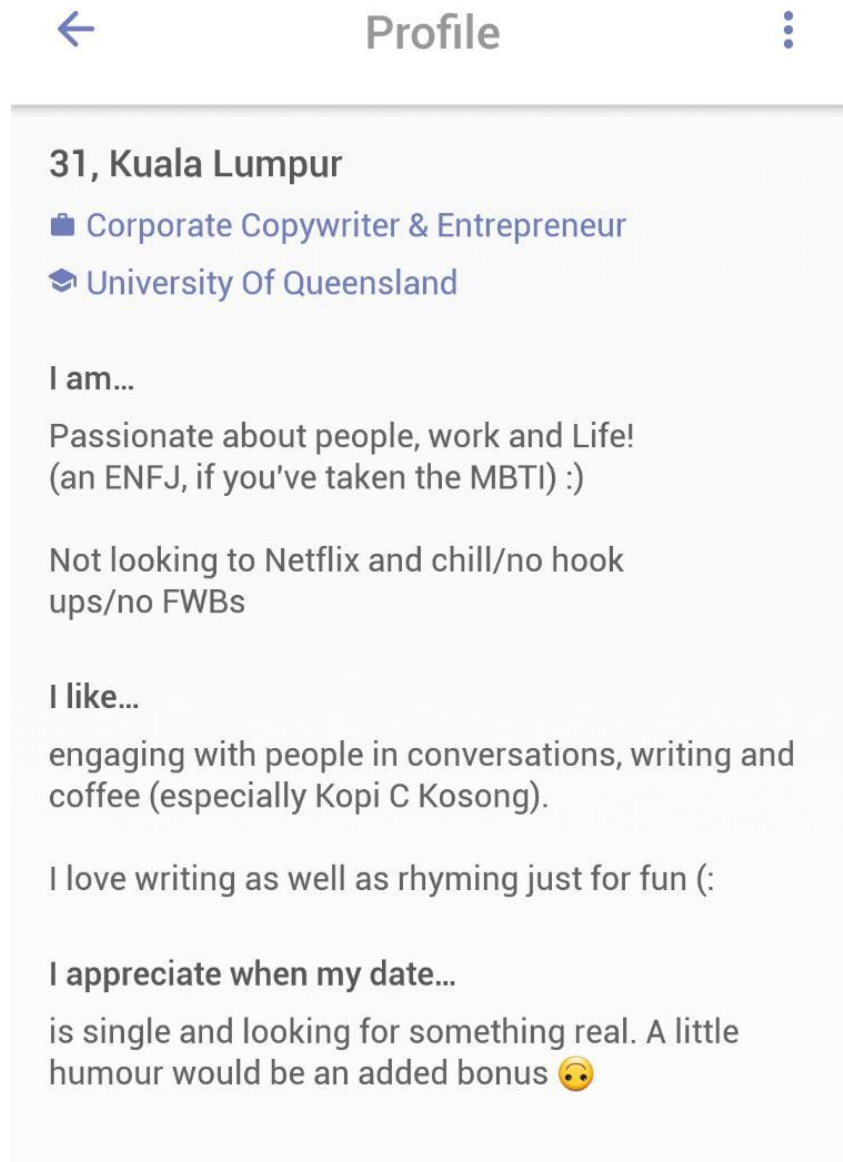 Profile
31, Kuala Lumpur
Corporate Copywriter & Entrepreneur
University Of Queensland
I am...
Passionate about people, work and Life!
(an ENFJ, if you've taken the MBTI) :)
Not looking to Netflix and chill/no hook
ups/no FWBs
I like...
engaging with people in conversations, writing and
coffee (especially Kopi C Kosong).
I love writing as well as rhyming just for fun (:
I appreciate when my date...
is single and looking for something real. A little
humour would be an added bonus 🙃